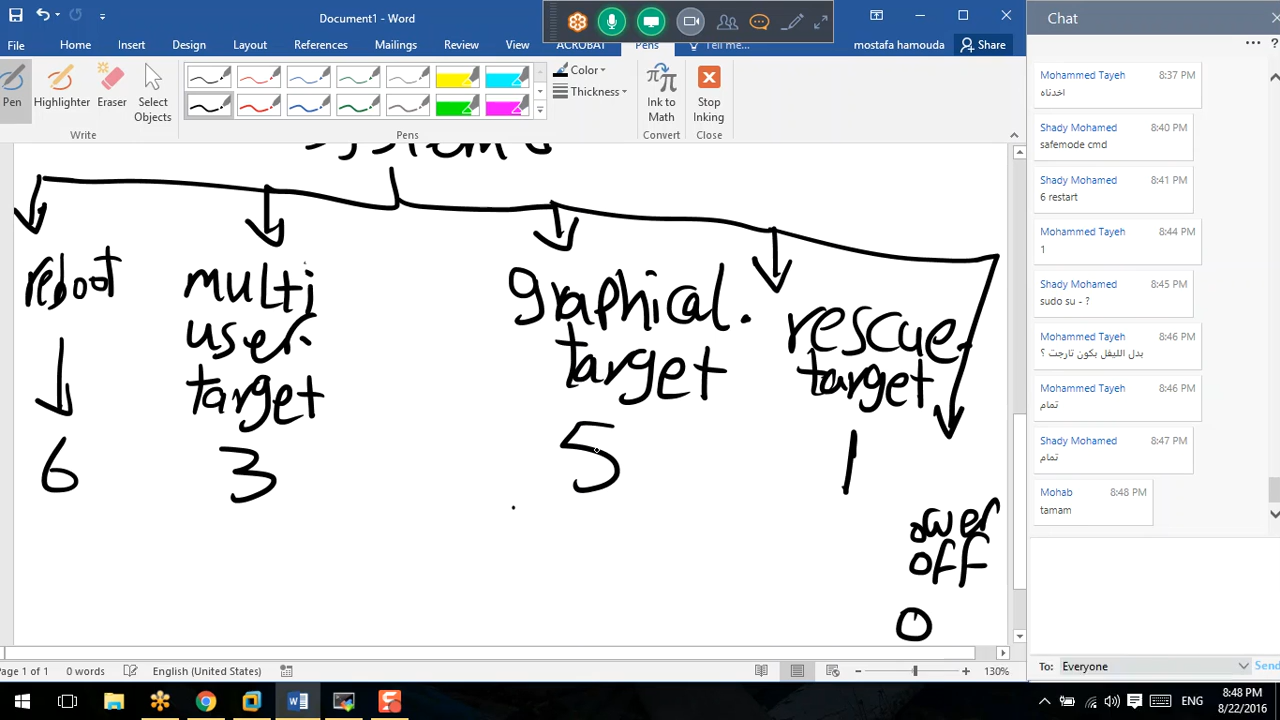 Document1 - Word
File
Home
Insert
Design
Layout
References
Mailings
Review
View
ACROBAT
Pens
Tell me...
mostafa hamouda
Share
Pen
Highlighter
Eraser
Select
Objects
Color
Thickness
Ink to
Math
Stop
Inking
Write
Pens
Convert
Close
system d
reboot
6
multi
user.
target
3
graphical.
target
5
rescue.
target
1
ower
off
0
Chat
Mohammed Tayeh 8:37 PM
اخدناه
Shady Mohamed 8:40 PM
safemode cmd
Shady Mohamed 8:41 PM
6 restart
Mohammed Tayeh 8:44 PM
1
Shady Mohamed 8:45 PM
sudo su - ?
Mohammed Tayeh 8:46 PM
بدل الليفل بكون تارجت ؟
Mohammed Tayeh 8:46 PM
تمام
Shady Mohamed 8:47 PM
تمام
Mohab 8:48 PM
tamam
To: Everyone
Send
Page 1 of 1
0 words
English (United States)
130%
ENG
8:48 PM
8/22/2016